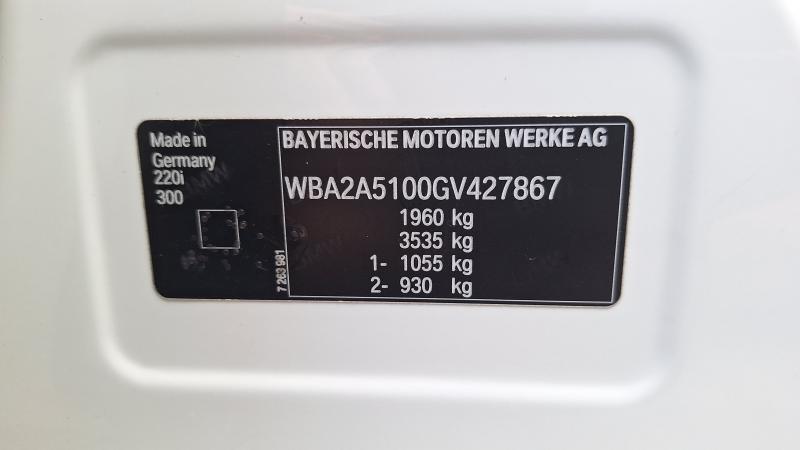 Made in
Germany
220i
300
7 263 981
BAYERISCHE MOTOREN WERKE AG
WBA2A5100GV427867
1960 kg
3535 kg
1- 1055 kg
2- 930 kg